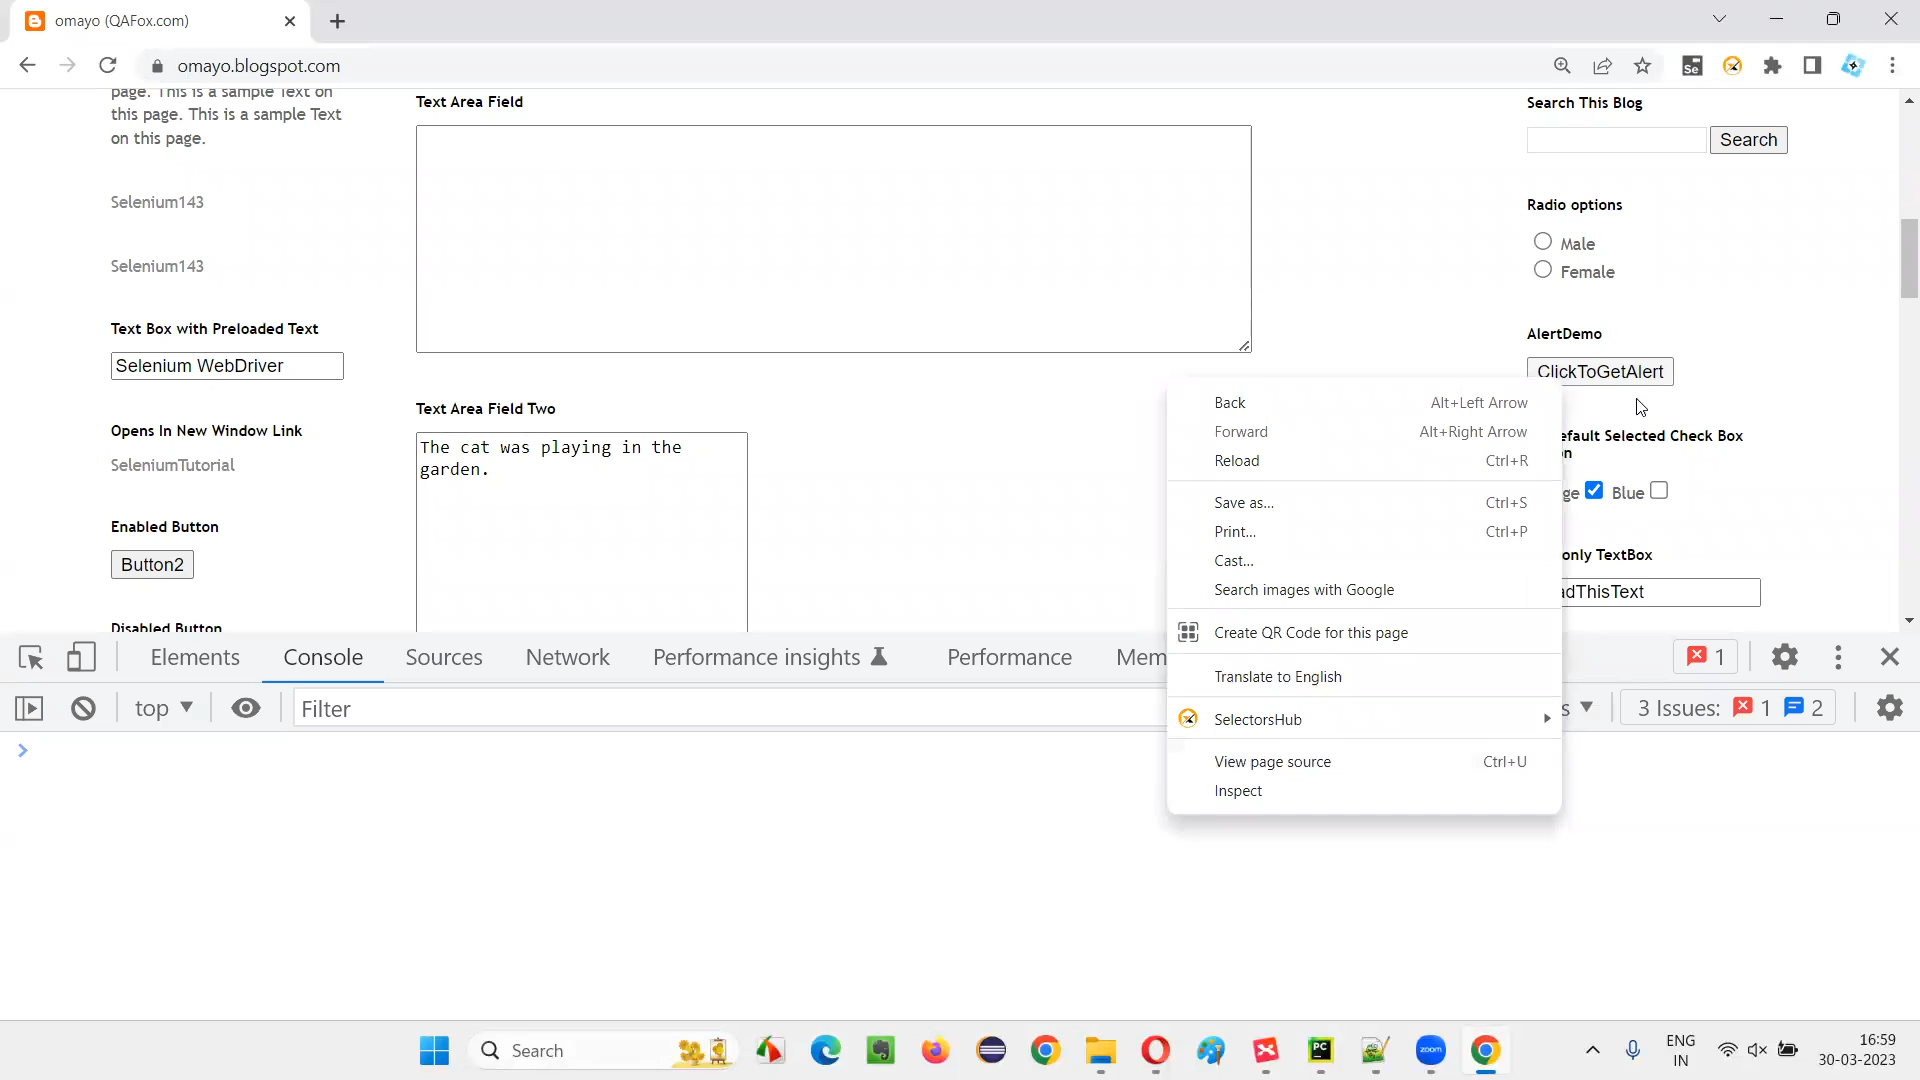 omayo (QAFox.com)
omayo.blogspot.com
page. This is a sample Text on
this page. This is a sample Text
on this page.
Selenium143
Selenium143
Text Box with Preloaded Text
Selenium WebDriver
Opens In New Window Link
SeleniumTutorial
Enabled Button
Button2
Disabled Button
Text Area Field
Text Area Field Two
The cat was playing in the
garden.
Search This Blog
Search
Radio options
Male
Female
AlertDemo
ClickToGetAlert
efault Selected Check Box
n
ge Blue
only TextBox
adThisText
Back Alt+Left Arrow
Forward Alt+Right Arrow
Reload Ctrl+R
Save as... Ctrl+S
Print... Ctrl+P
Cast...
Search images with Google
Create QR Code for this page
Translate to English
SelectorsHub
View page source Ctrl+U
Inspect
Elements Console Sources Network Performance insights Performance Mem 1
top Filter s 3 Issues: 1 2
Search
Se
PC
zoom
ENG
IN
16:59
30-03-2023